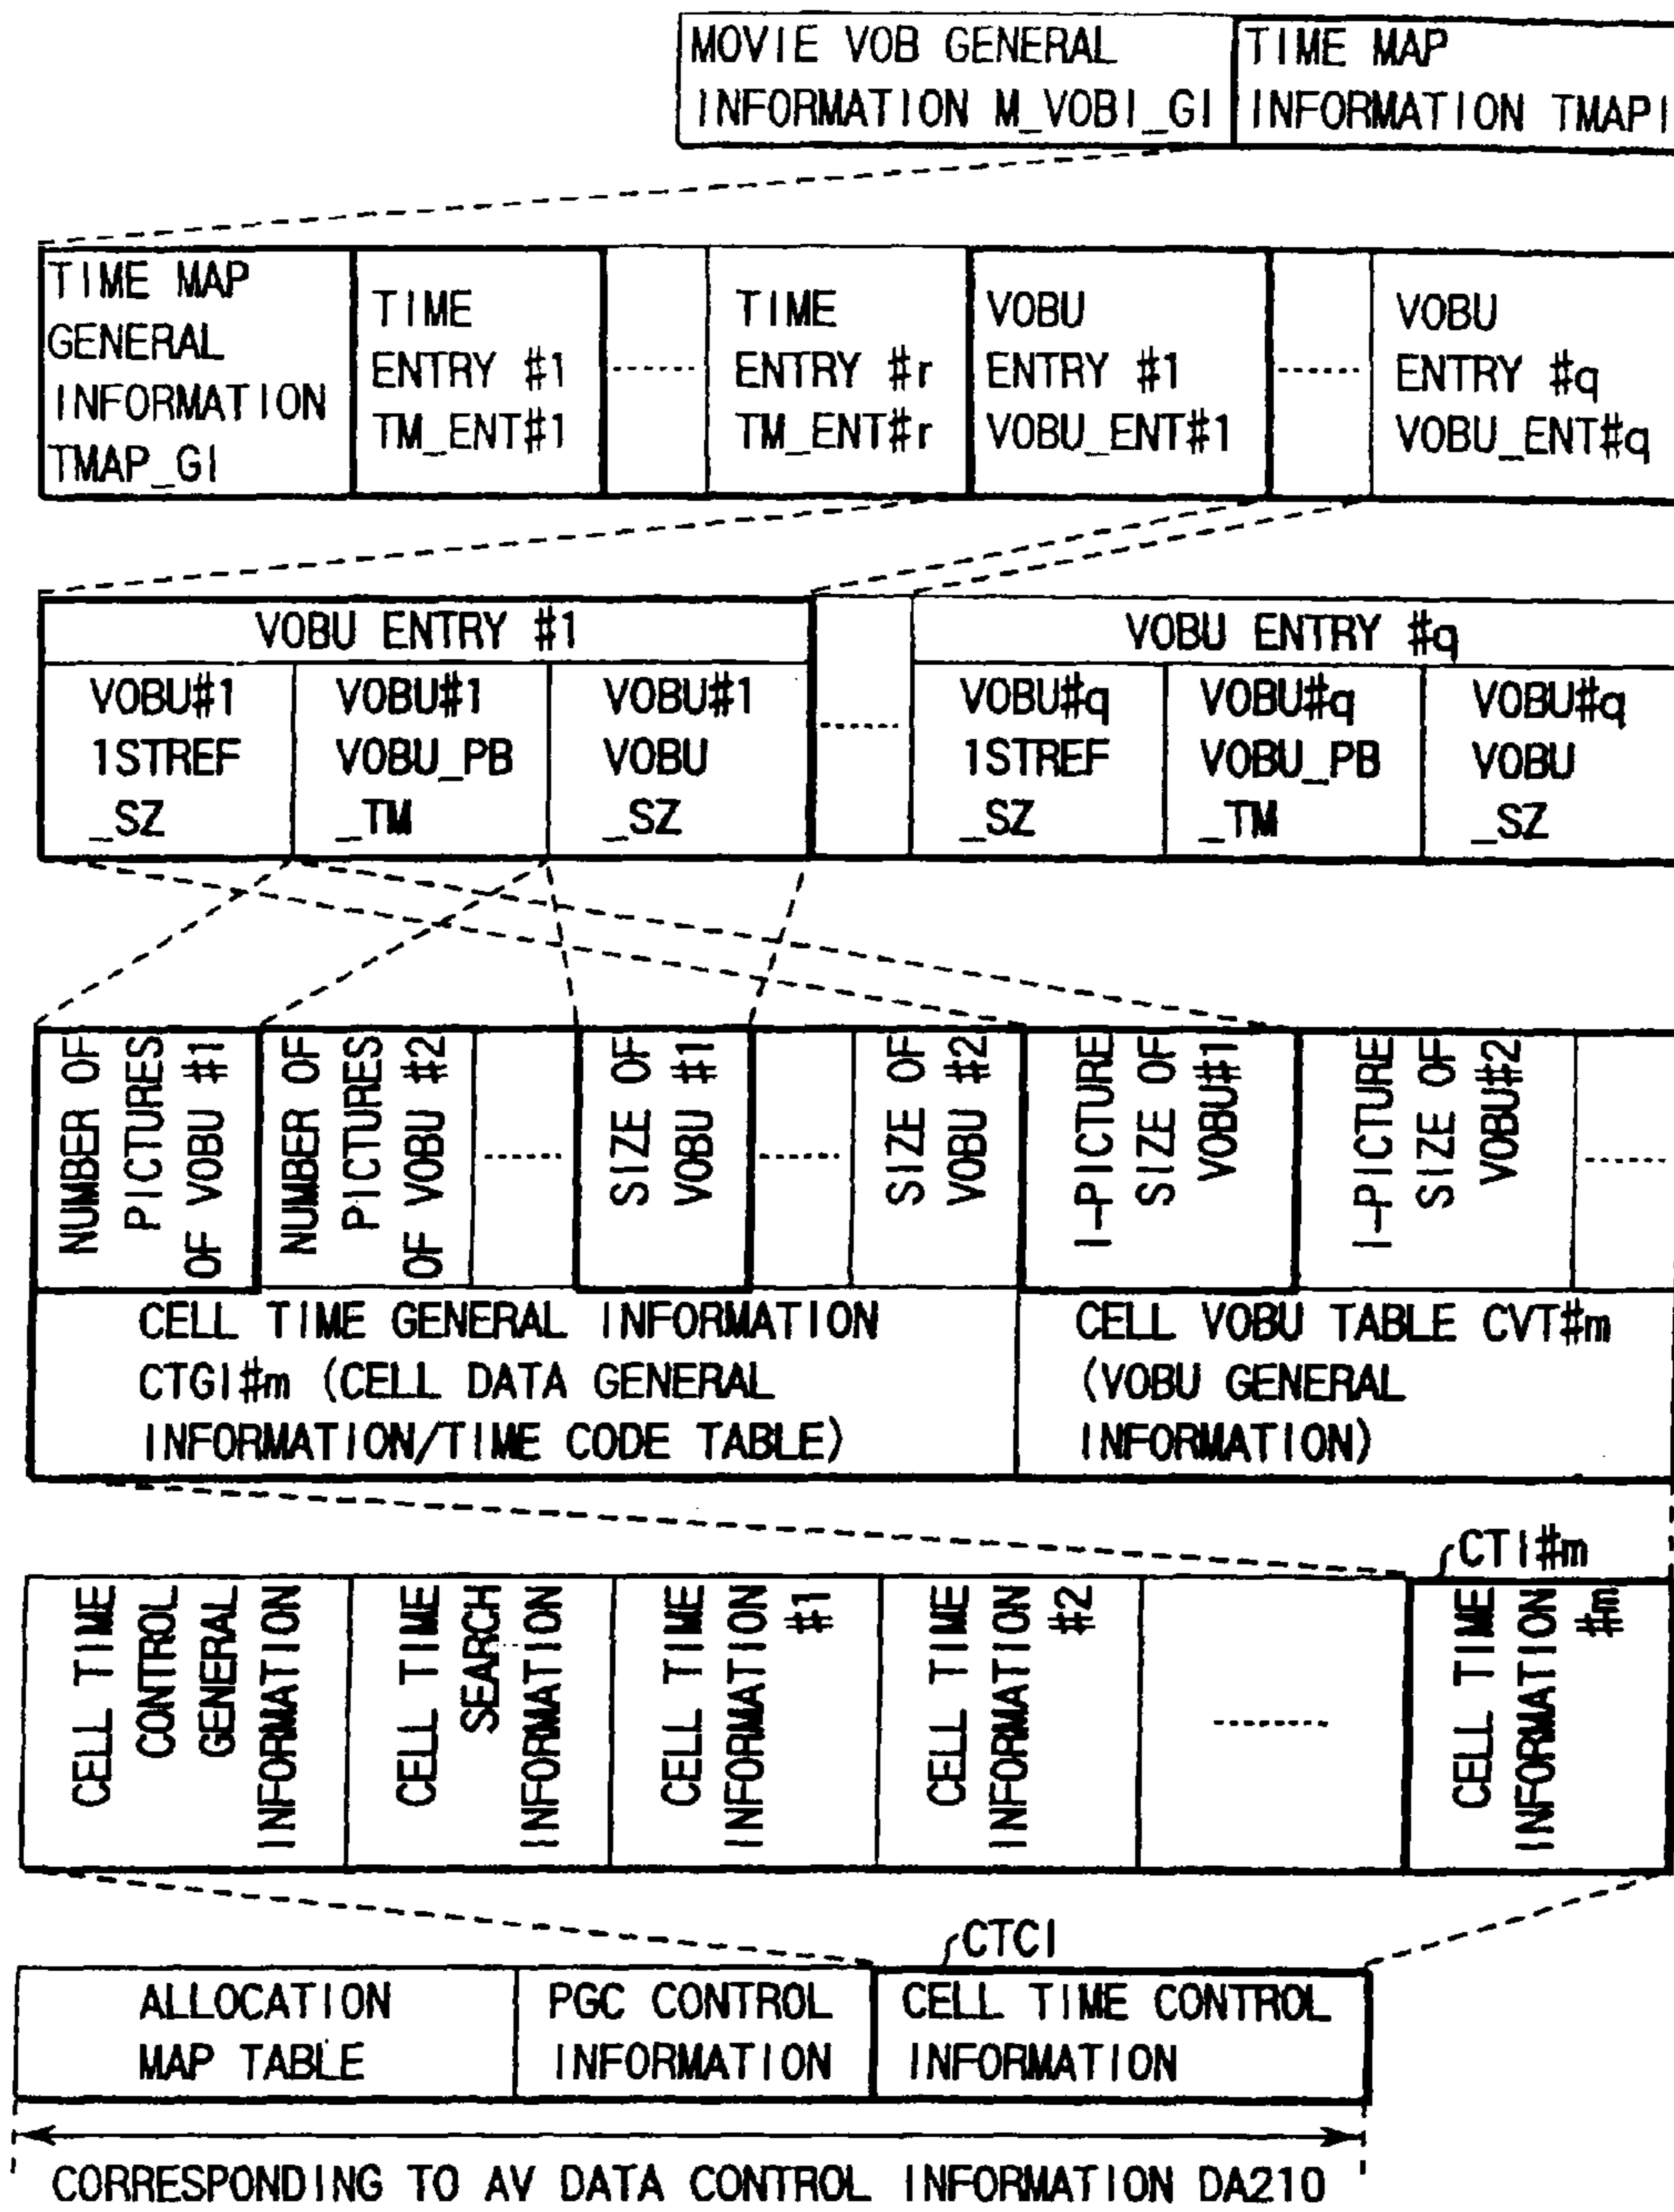 MOVIE VOB GENERAL
INFORMATION M_VOBI_GI
TIME MAP
INFORMATION TMAPI
TIME MAP
GENERAL
INFORMATION
TMAP_GI
TIME
ENTRY #1
TM_ENT#1
TIME
ENTRY #r
TM_ENT#r
VOBU
ENTRY #1
VOBU_ENT#1
VOBU
ENTRY #q
VOBU_ENT#q
VOBU ENTRY #1
VOBU#1
1STREF
_SZ
VOBU#1
VOBU_PB
_TM
VOBU#1
VOBU
_SZ
VOBU ENTRY #q
VOBU#q
1STREF
_SZ
VOBU#q
VOBU_PB
_TM
VOBU#q
VOBU
_SZ
NUMBER OF
PICTURES
OF VOBU #1
NUMBER OF
PICTURES
OF VOBU #2
SIZE OF
VOBU #1
SIZE OF
VOBU #2
I-PICTURE
SIZE OF
VOBU#1
I-PICTURE
SIZE OF
VOBU#2
CELL TIME GENERAL INFORMATION
CTGI#m (CELL DATA GENERAL
INFORMATION/TIME CODE TABLE)
CELL VOBU TABLE CVT#m
(VOBU GENERAL
INFORMATION)
CTI#m
CELL TIME
CONTROL
GENERAL
INFORMATION
CELL TIME
SEARCH
INFORMATION
CELL TIME
INFORMATION
#1
CELL TIME
INFORMATION
#2
CELL TIME
INFORMATION
#m
CTCI
ALLOCATION
MAP TABLE
PGC CONTROL
INFORMATION
CELL TIME CONTROL
INFORMATION
CORRESPONDING TO AV DATA CONTROL INFORMATION DA210